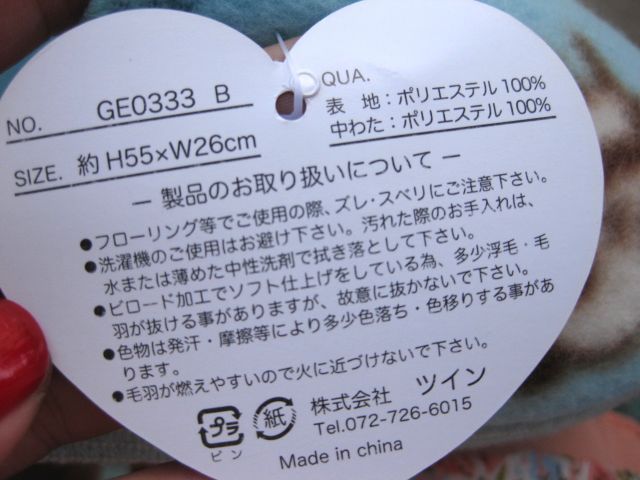 NO. GE0333 B
SIZE. 約 H55×W26cm
QUA.
表 地:ポリエステル 100%
中わた:ポリエステル 100%
- 製品のお取り扱いについて -
●フローリング等でご使用の際、ズレ・スベリにご注意下さい。
●洗濯機のご使用はお避け下さい。汚れた際のお手入れは、
水または薄めた中性洗剤で拭き落として下さい。
●ビロード加工でソフト仕上げをしている為、多少浮毛・毛
羽が抜ける事がありますが、故意に抜かないで下さい。
●色物は発汗・摩擦等により多少色落ち・色移りする事があ
ります。
●毛羽が燃えやすいので火に近づけないで下さい。
プラ
ピン
紙
株式会社 ツイン
Tel.072-726-6015
Made in china